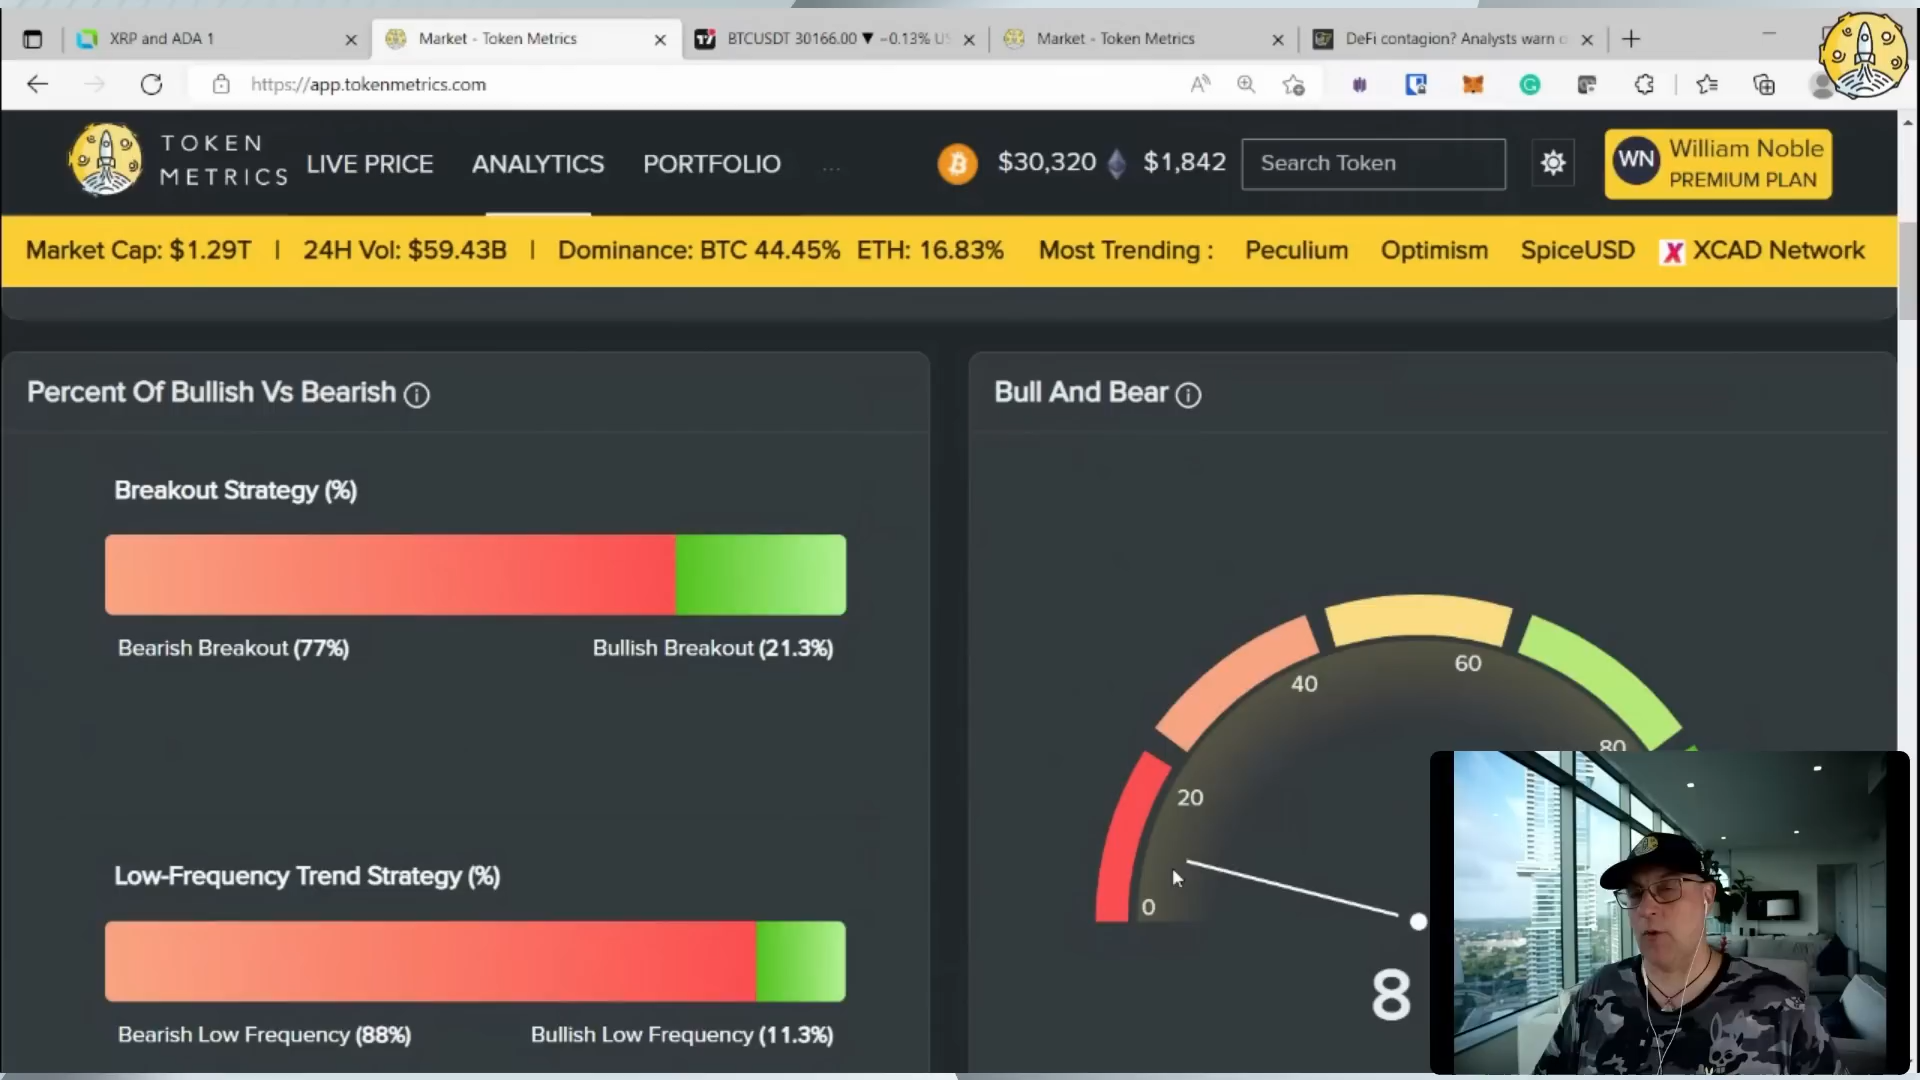 XRP and ADA 1
Market - Token Metrics
BTCUSDT 30166.00 ▼ −0.13%
Market - Token Metrics
DeFi contagion? Analysts warn
https://app.tokenmetrics.com
TOKEN
METRICS
LIVE PRICE
ANALYTICS
PORTFOLIO
...
$30,320
$1,842
Search Token
WN
William Noble
PREMIUM PLAN
Market Cap: $1.29T | 24H Vol: $59.43B | Dominance: BTC 44.45% ETH: 16.83% Most Trending : Peculium Optimism SpiceUSD XCAD Network
Percent Of Bullish Vs Bearish
Breakout Strategy (%)
Bearish Breakout (77%)
Bullish Breakout (21.3%)
Low-Frequency Trend Strategy (%)
Bearish Low Frequency (88%)
Bullish Low Frequency (11.3%)
Bull And Bear
0
20
40
60
80
8